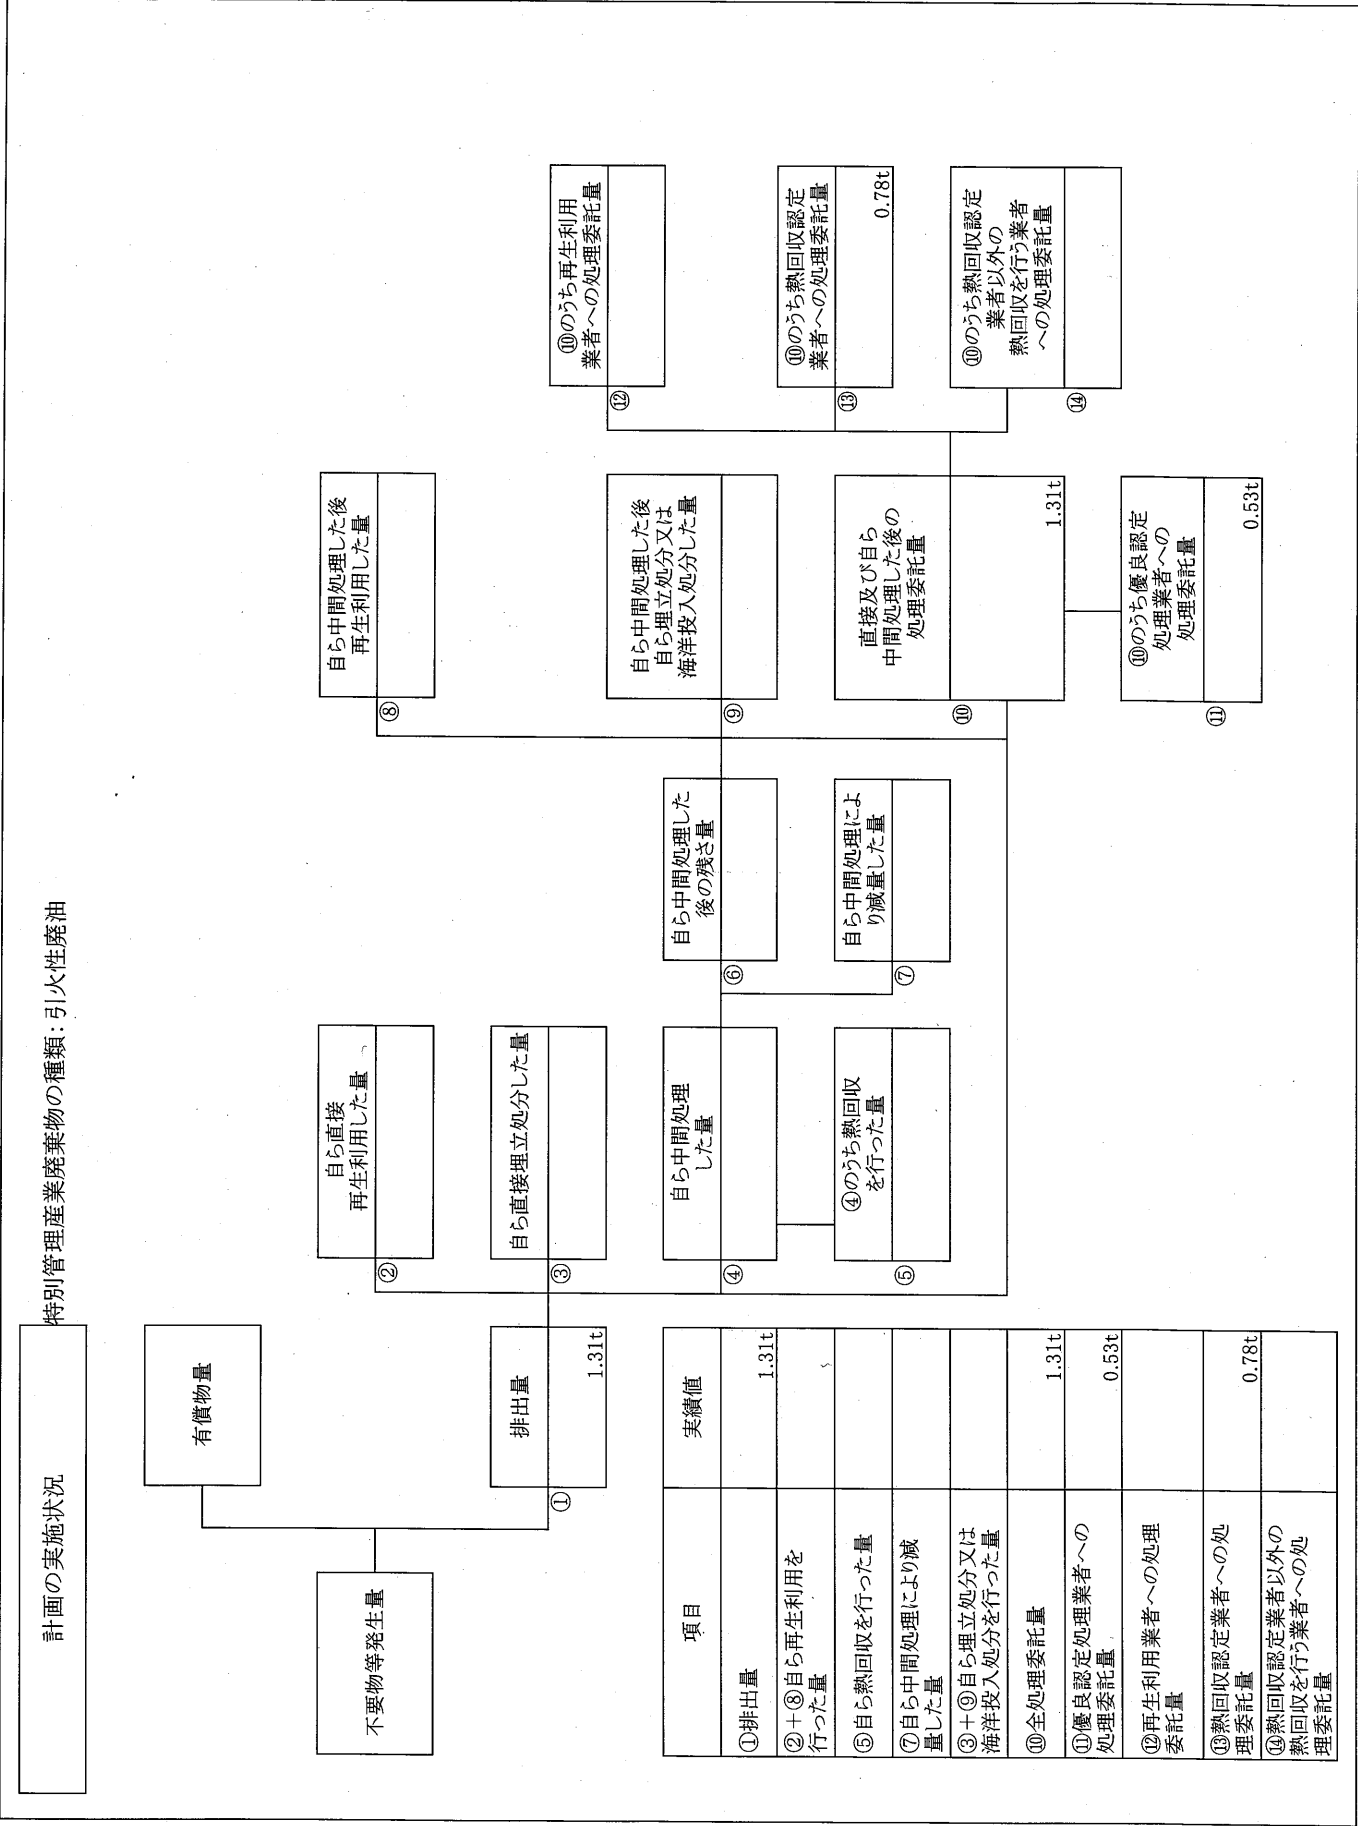 計画の実施状況
特別管理産業廃棄物の種類：引火性廃油
不要物等発生量
有償物量
①
排出量
1.31t
②
自ら直接
再生利用した量
③
自ら直接埋立処分した量
④
自ら中間処理
した量
⑤
④のうち熱回収
を行った量
⑥
自ら中間処理した
後の残さ量
⑦
自ら中間処理によ
り減量した量
⑧
自ら中間処理した後
再生利用した量
⑨
自ら中間処理した後
自ら埋立処分又は
海洋投入処分した量
⑩
直接及び自ら
中間処理した後の
処理委託量
1.31t
⑪
⑩のうち優良認定
処理業者への
処理委託量
0.53t
⑫
⑩のうち再生利用
業者への処理委託量
⑬
⑩のうち熱回収認定
業者への処理委託量
0.78t
⑭
⑩のうち熱回収認定
業者以外の
熱回収を行う業者
への処理委託量
項目
実績値
①排出量
1.31t
②＋⑧自ら再生利用を
行った量
⑤自ら熱回収を行った量
⑦自ら中間処理により減
量した量
③＋⑨自ら埋立処分又は
海洋投入処分を行った量
⑩全処理委託量
1.31t
⑪優良認定処理業者への
処理委託量
0.53t
⑫再生利用業者への処理
委託量
⑬熱回収認定業者への処
理委託量
0.78t
⑭熱回収認定業者以外の
熱回収を行う業者への処
理委託量